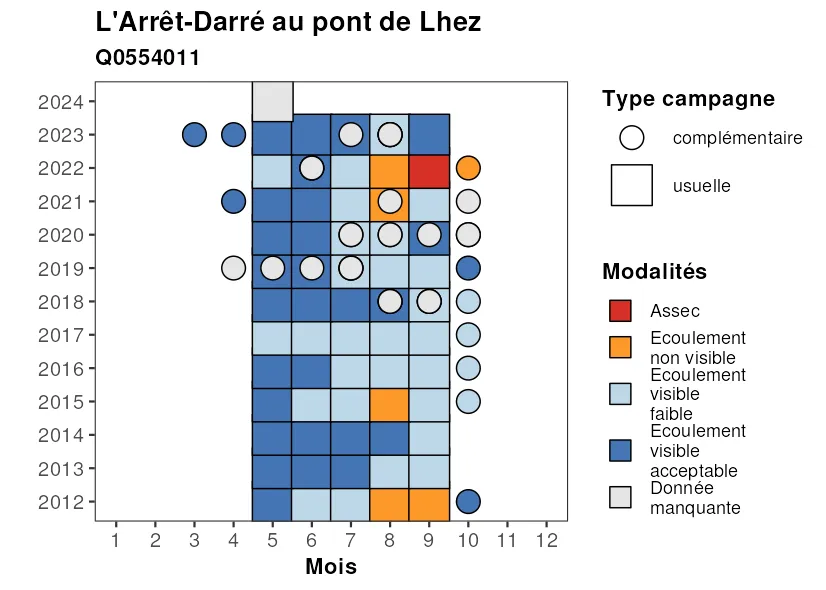 L'Arrêt-Darré au pont de Lhez
Q0554011
2024
2023
2022
2021
2020
2019
2018
2017
2016
2015
2014
2013
2012
1 2 3 4 5 6 7 8 9 10 11 12
Mois
Type campagne
complémentaire
usuelle
Modalités
Assec
Ecoulement
non visible
Ecoulement
visible
faible
Ecoulement
visible
acceptable
Donnée
manquante